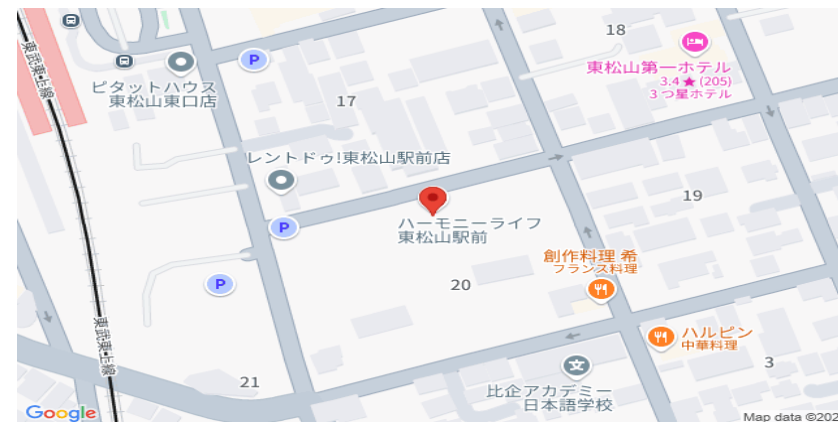 東武東上線
ピタットハウス
東松山東口店
P
17
18
東松山第一ホテル
3.4★(205)
3つ星ホテル
レントドゥ!東松山駅前店
P
ハーモニーライフ
東松山駅前
19
創作料理 希
フランス料理
P
20
東武東上線
ハルピン
中華料理
3
21
比企アカデミー
日本語学校
Google
Map data ©202